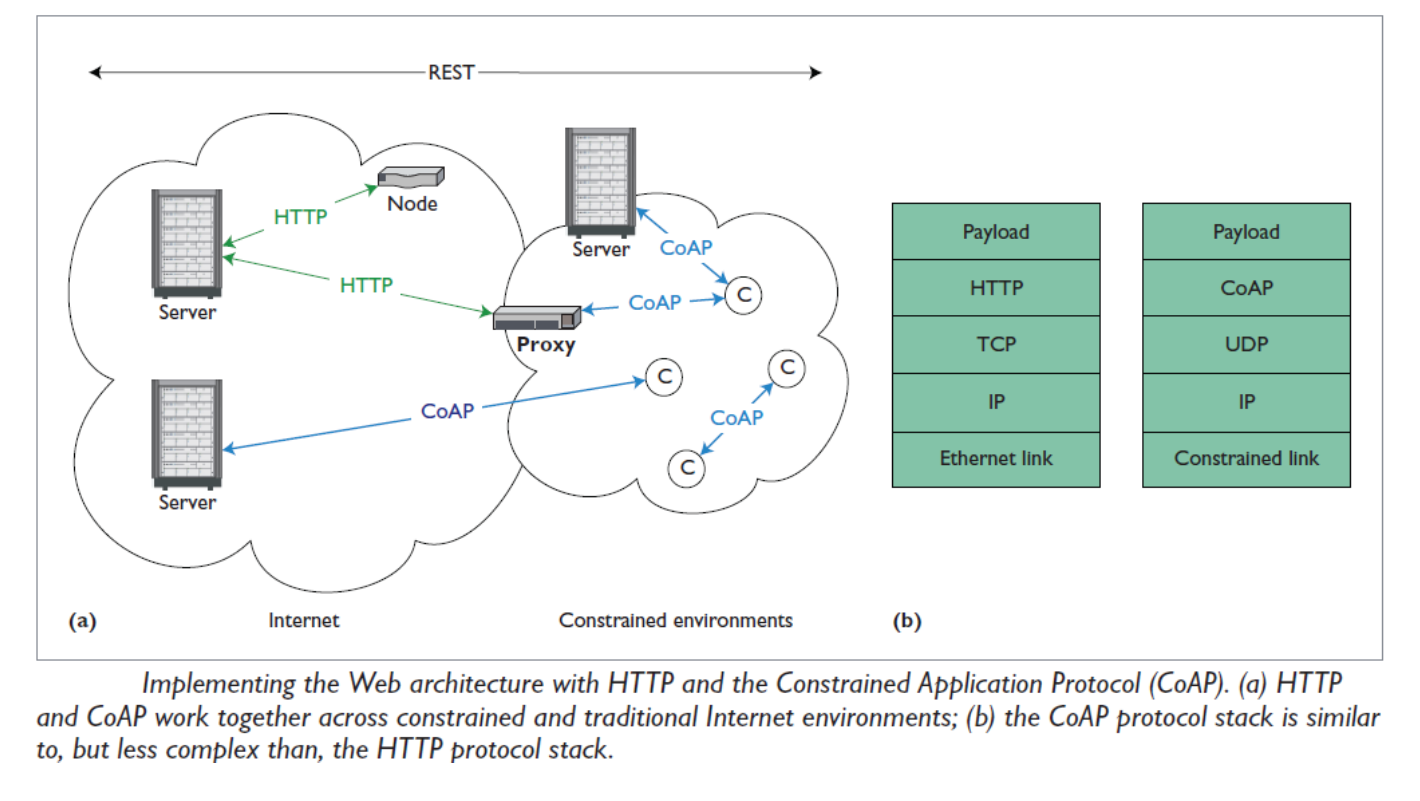 REST
Node
HTTP
Server
HTTP
Server
CoAP
CoAP
C
Proxy
C
C
CoAP
CoAP
C
Server
(a)
Internet
Constrained environments
Payload
HTTP
TCP
IP
Ethernet link
Payload
CoAP
UDP
IP
Constrained link
(b)
Implementing the Web architecture with HTTP and the Constrained Application Protocol (CoAP). (a) HTTP
and CoAP work together across constrained and traditional Internet environments; (b) the CoAP protocol stack is similar
to, but less complex than, the HTTP protocol stack.